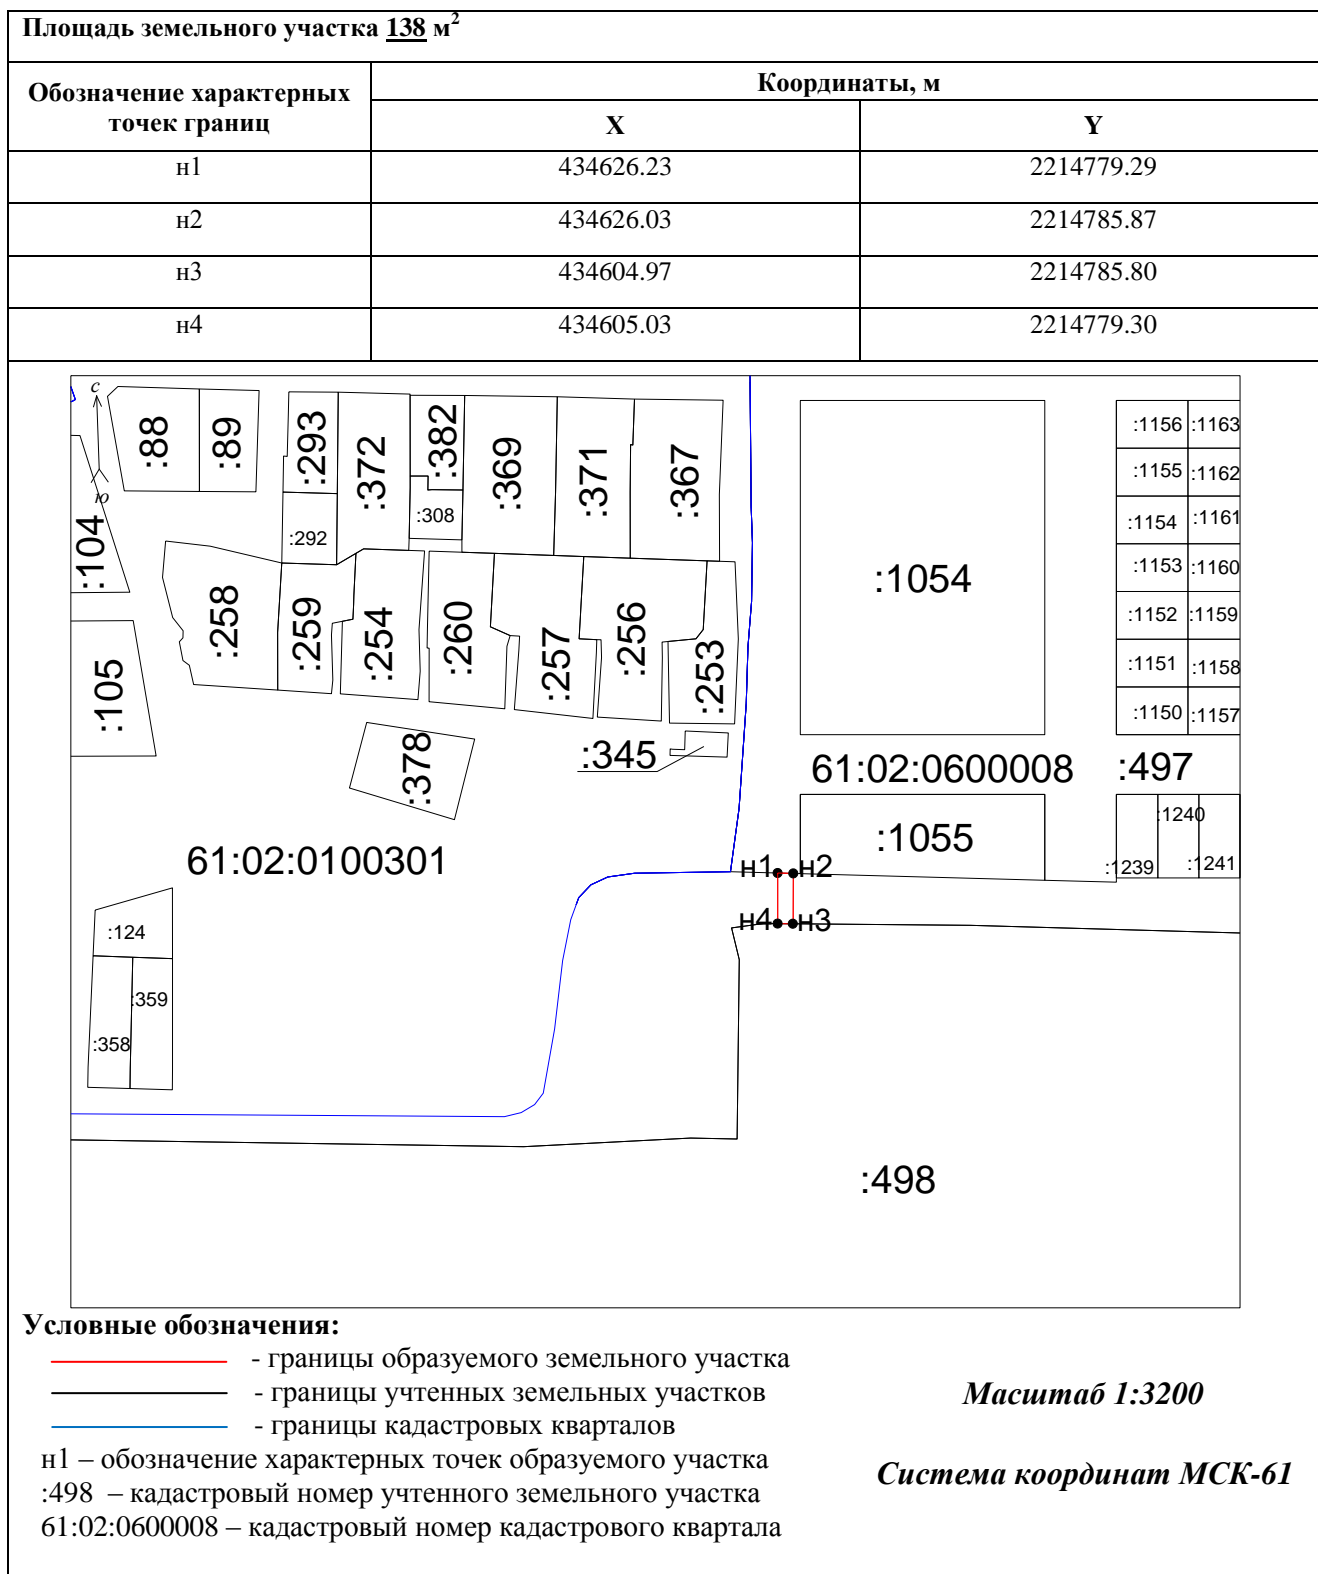 Площадь земельного участка 138 м²
Обозначение характерных точек границ
Координаты, м
X Y
н1 434626.23 2214779.29
н2 434626.03 2214785.87
н3 434604.97 2214785.80
н4 434605.03 2214779.30
с
ю
:88
:89
:293
:372
:382
:369
:371
:367
:308
:292
:104
:258
:259
:254
:260
:257
:256
:253
:105
:378
:345
:1054
:1156 :1163
:1155 :1162
:1154 :1161
:1153 :1160
:1152 :1159
:1151 :1158
:1150 :1157
61:02:0600008 :497
:1055
:1240
:1239 :1241
61:02:0100301
н1 н2
н4 н3
:124
:359
:358
:498
Условные обозначения:
- границы образуемого земельного участка
- границы учтенных земельных участков
- границы кадастровых кварталов
н1 – обозначение характерных точек образуемого участка
:498 – кадастровый номер учтенного земельного участка
61:02:0600008 – кадастровый номер кадастрового квартала
Масштаб 1:3200
Система координат МСК-61